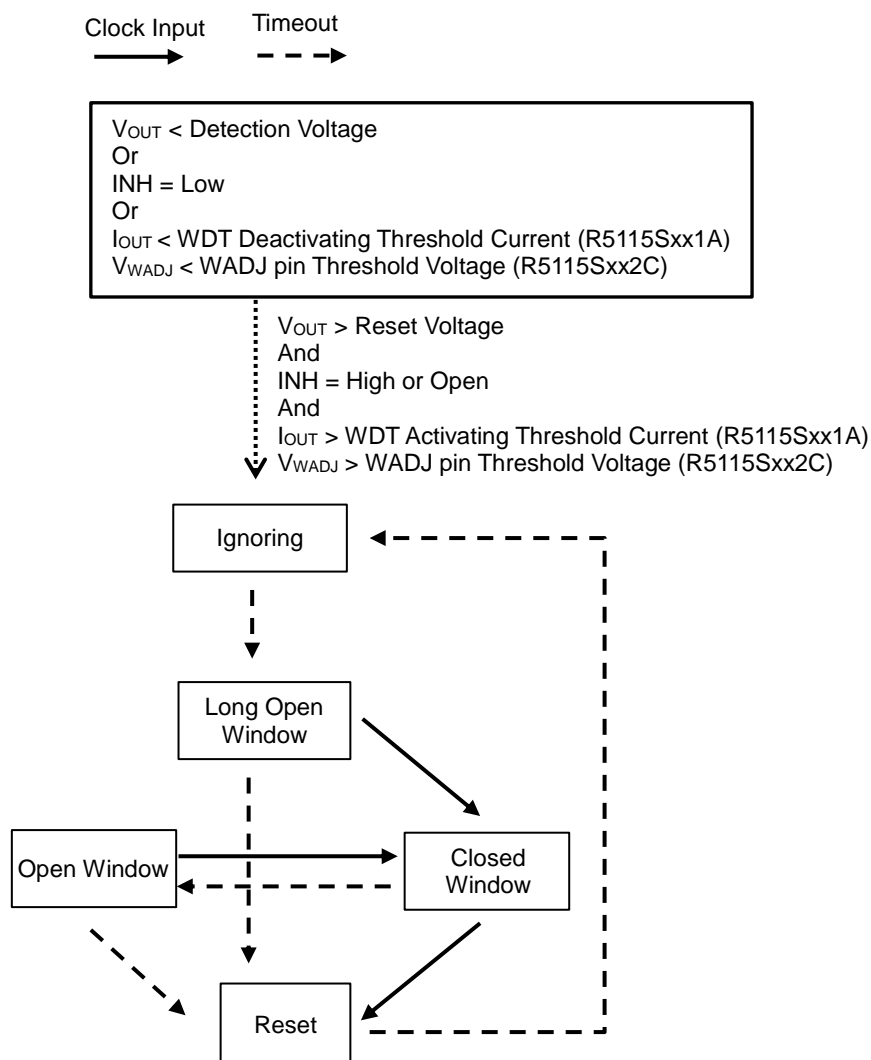 Clock Input
Timeout
VOUT < Detection Voltage
Or
INH = Low
Or
IOUT < WDT Deactivating Threshold Current (R5115Sxx1A)
VWADJ < WADJ pin Threshold Voltage (R5115Sxx2C)
VOUT > Reset Voltage
And
INH = High or Open
And
IOUT > WDT Activating Threshold Current (R5115Sxx1A)
VWADJ > WADJ pin Threshold Voltage (R5115Sxx2C)
Ignoring
Long Open
Window
Open Window
Closed
Window
Reset